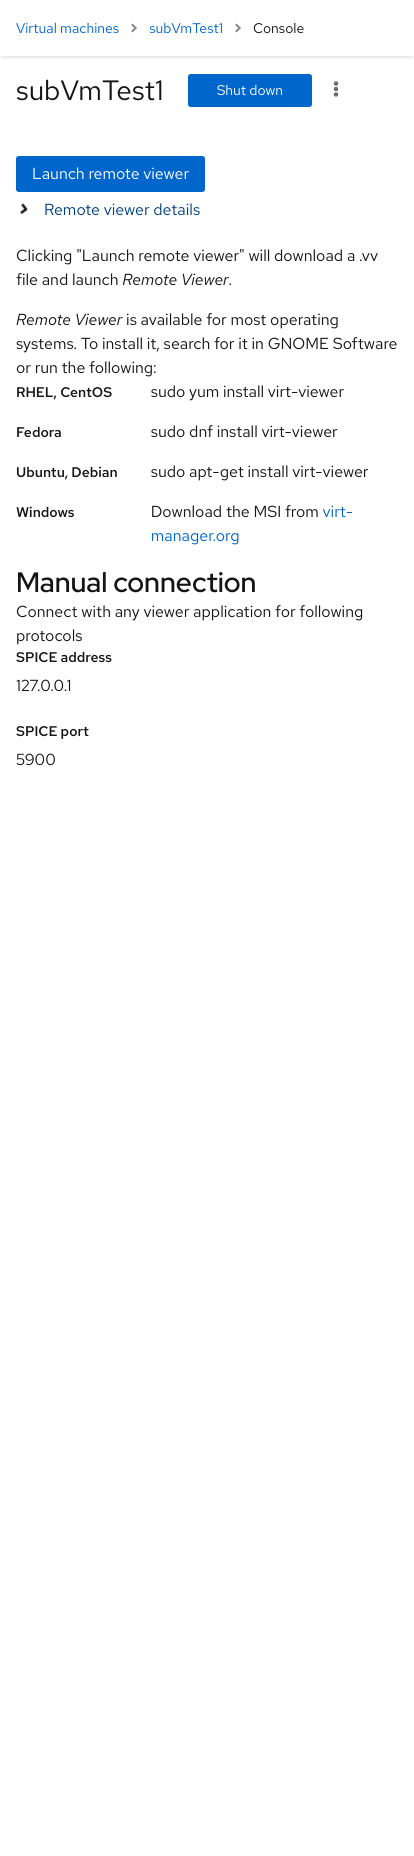 Virtual machines > subVmTest1 > Console
subVmTest1 Shut down
Launch remote viewer
Remote viewer details
Clicking "Launch remote viewer" will download a .vv
file and launch Remote Viewer.
Remote Viewer is available for most operating
systems. To install it, search for it in GNOME Software
or run the following:
RHEL, CentOS sudo yum install virt-viewer
Fedora sudo dnf install virt-viewer
Ubuntu, Debian sudo apt-get install virt-viewer
Windows Download the MSI from virt-
manager.org
Manual connection
Connect with any viewer application for following
protocols
SPICE address
127.0.0.1
SPICE port
5900